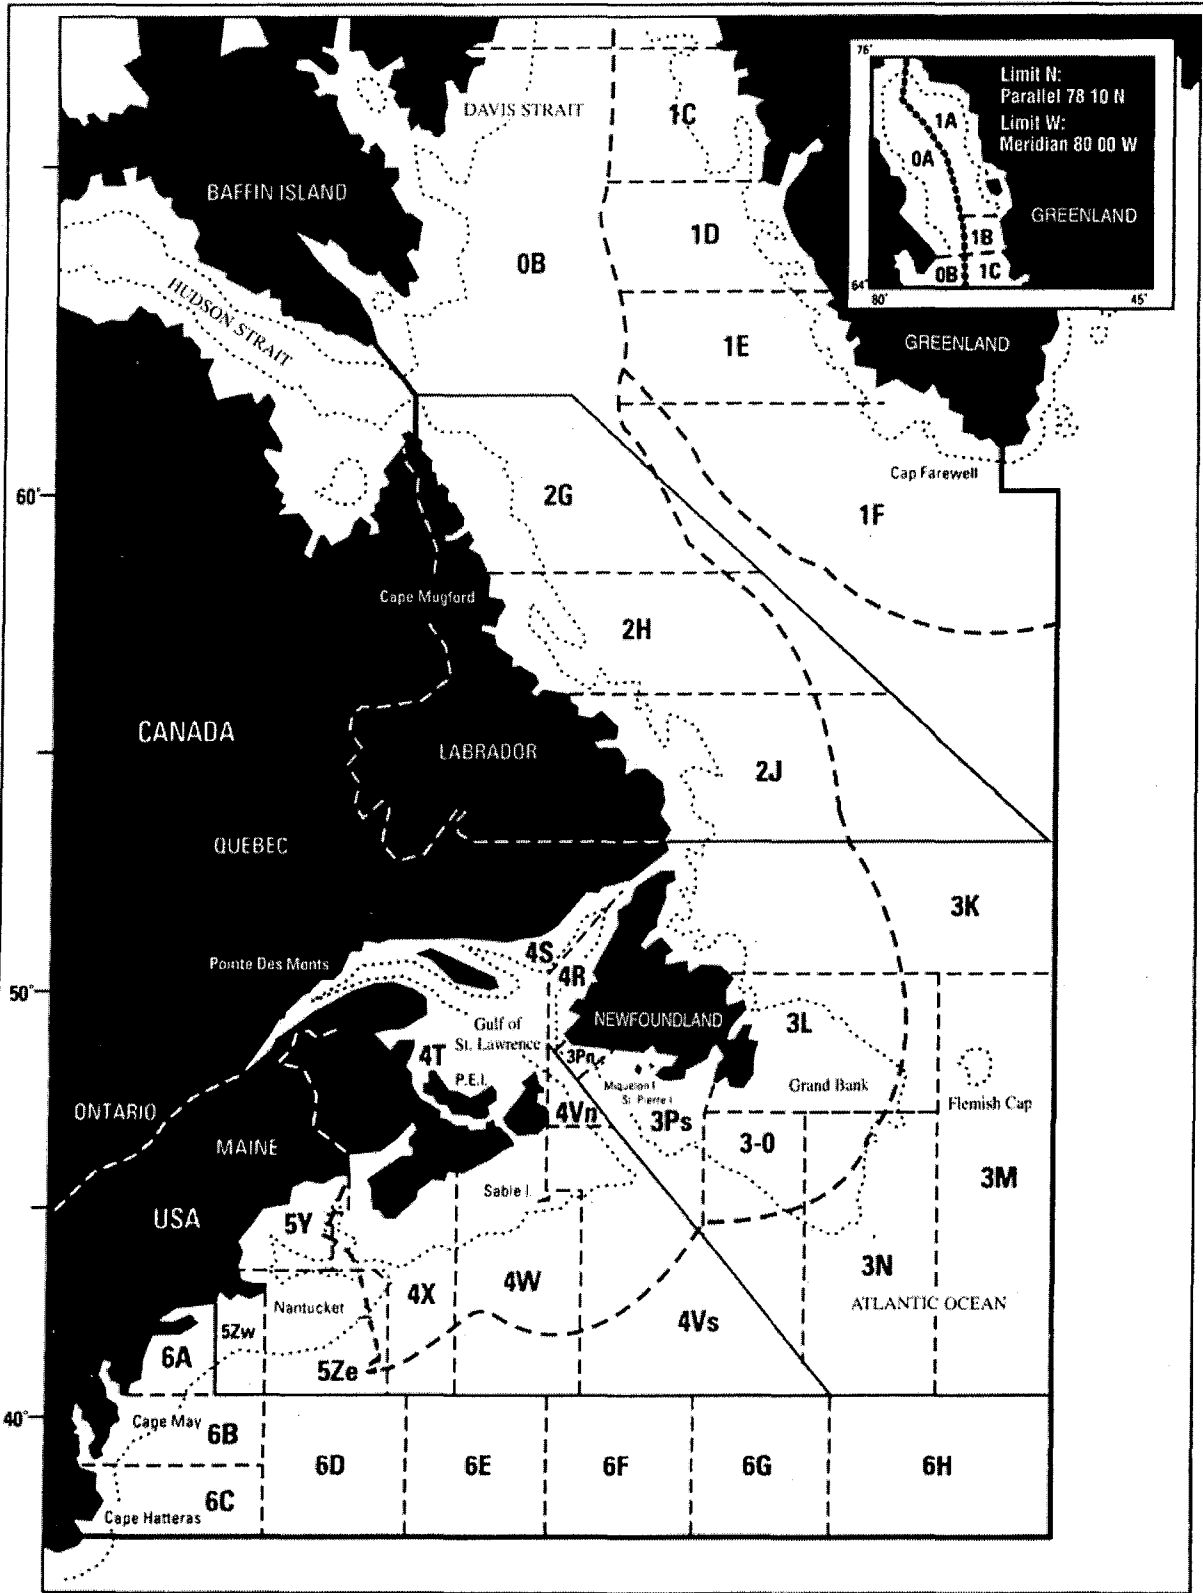 76°
Limit N:
Parallel 78 10 N
Limit W:
Meridian 80 00 W
1A
0A
GREENLAND
1B
0B
1C
64°
80°
45°
DAVIS STRAIT
1C
BAFFIN ISLAND
1D
0B
HUDSON STRAIT
1E
GREENLAND
Cap Farewell
60°
2G
1F
Cape Mugford
2H
CANADA
LABRADOR
2J
QUEBEC
3K
4S
Pointe Des Monts
4R
50°
NEWFOUNDLAND
3L
Gulf of
St. Lawrence
4T
3Pn
P.E.I.
Miquelon I
St. Pierre I
Grand Bank
Flemish Cap
ONTARIO
4Vn
3Ps
MAINE
3-0
3M
Sable I.
USA
5Y
3N
4X
4W
Nantucket
ATLANTIC OCEAN
4Vs
5Zw
6A
5Ze
40°
Cape May
6B
6D
6E
6F
6G
6H
6C
Cape Hatteras